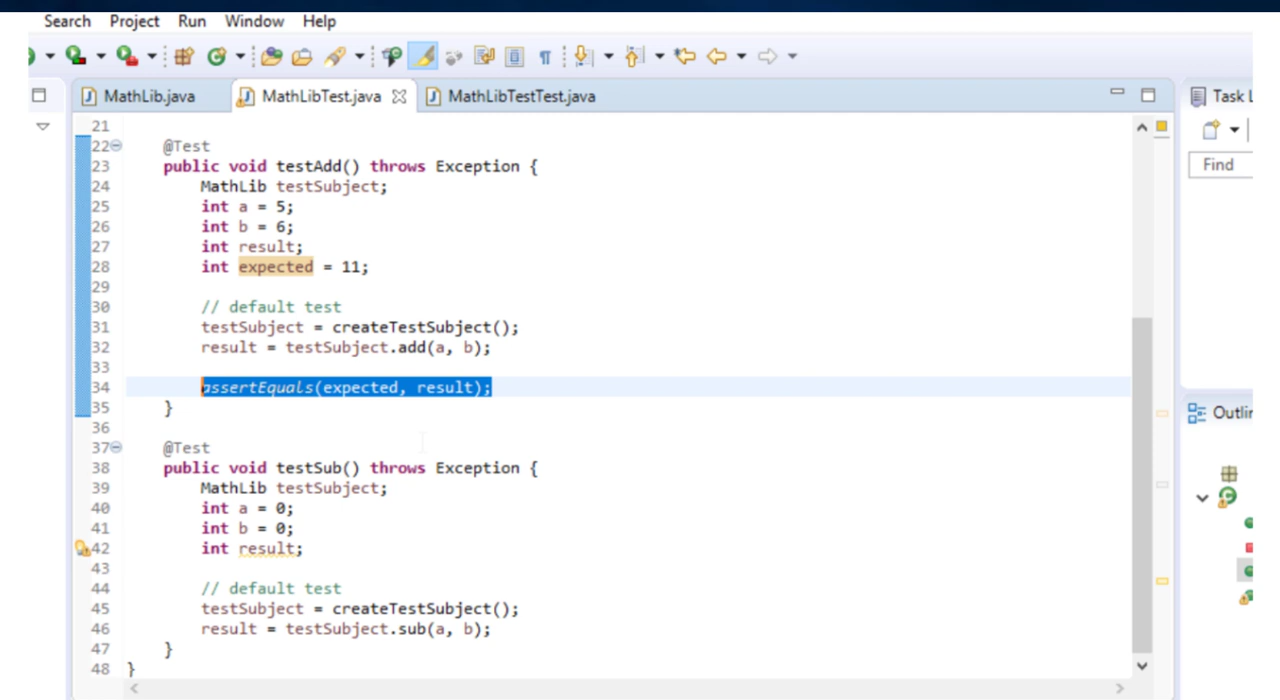 Search Project Run Window Help
MathLib.java MathLibTest.java MathLibTestTest.java
Task L
Find
21
22 @Test
23 public void testAdd() throws Exception {
24 MathLib testSubject;
25 int a = 5;
26 int b = 6;
27 int result;
28 int expected = 11;
29
30 // default test
31 testSubject = createTestSubject();
32 result = testSubject.add(a, b);
33
34 assertEquals(expected, result);
35 }
36
37 @Test
38 public void testSub() throws Exception {
39 MathLib testSubject;
40 int a = 0;
41 int b = 0;
42 int result;
43
44 // default test
45 testSubject = createTestSubject();
46 result = testSubject.sub(a, b);
47 }
48 }
Outlin